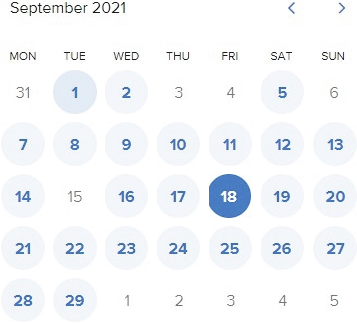 September 2021
MON TUE WED THU FRI SAT SUN
31 1 2 3 4 5 6
7 8 9 10 11 12 13
14 15 16 17 18 19 20
21 22 23 24 25 26 27
28 29 1 2 3 4 5